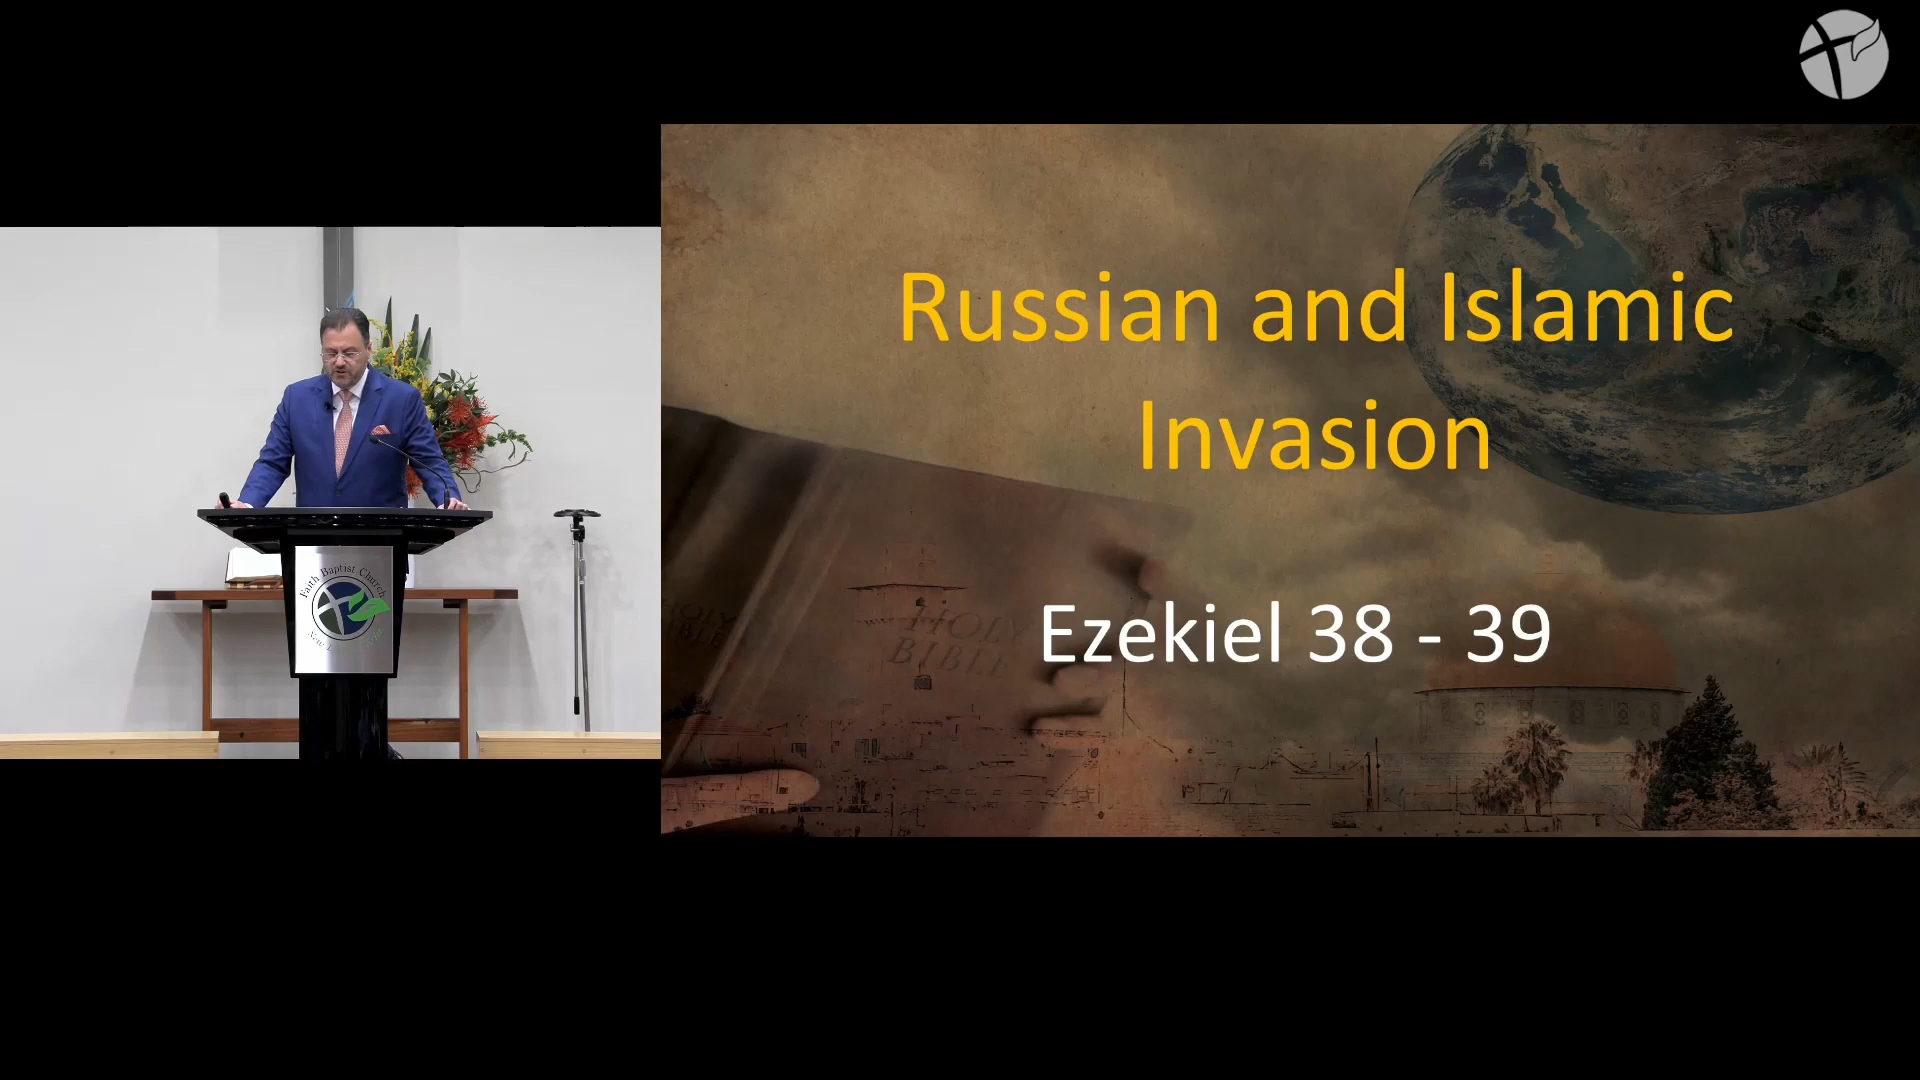 Russian and Islamic
Invasion
Ezekiel 38 - 39
HOLY
BIBLE
Faith Baptist Church